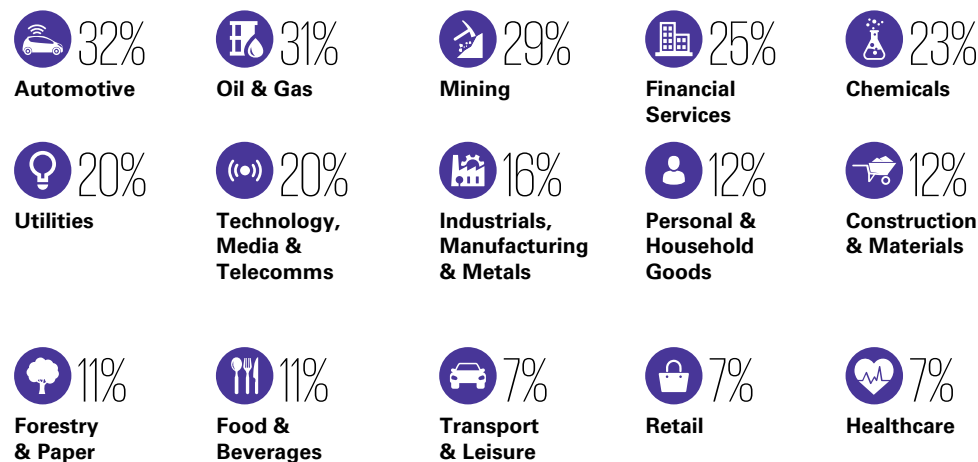 32%
Automotive
31%
Oil & Gas
29%
Mining
25%
Financial
Services
23%
Chemicals
20%
Utilities
20%
Technology,
Media &
Telecomms
16%
Industrials,
Manufacturing
& Metals
12%
Personal &
Household
Goods
12%
Construction
& Materials
11%
Forestry
& Paper
11%
Food &
Beverages
7%
Transport
& Leisure
7%
Retail
7%
Healthcare